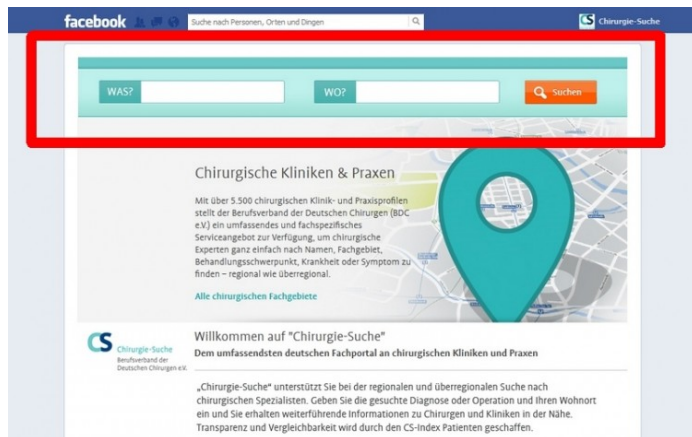 facebook
Suche nach Personen, Orten und Dingen
CS Chirurgie-Suche
WAS?
WO?
Suchen
Chirurgische Kliniken & Praxen
Mit über 5.500 chirurgischen Klinik- und Praxisprofilen
stellt der Berufsverband der Deutschen Chirurgen (BDC
e.V.) ein umfassendes und fachspezifisches
Serviceangebot zur Verfügung, um chirurgische
Experten ganz einfach nach Namen, Fachgebiet,
Behandlungsschwerpunkt, Krankheit oder Symptom zu
finden – regional wie überregional.
Alle chirurgischen Fachgebiete
CS Chirurgie-Suche
Berufsverband der
Deutschen Chirurgen e.V.
Willkommen auf "Chirurgie-Suche"
Dem umfassendsten deutschen Fachportal an chirurgischen Kliniken und Praxen
„Chirurgie-Suche“ unterstützt Sie bei der regionalen und überregionalen Suche nach
chirurgischen Spezialisten. Geben Sie die gesuchte Diagnose oder Operation und Ihren Wohnort
ein und Sie erhalten weiterführende Informationen zu Chirurgen und Kliniken in der Nähe.
Transparenz und Vergleichbarkeit wird durch den CS-Index Patienten geschaffen.